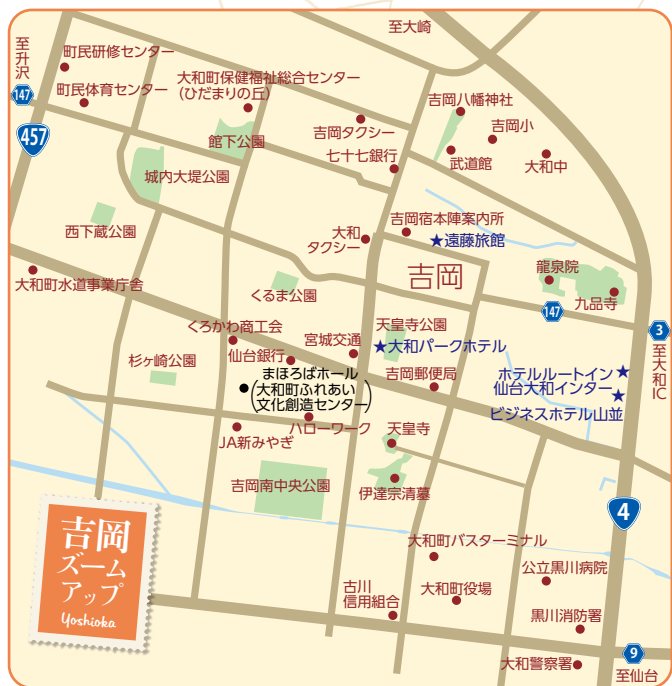 至大崎
至升沢
町民研修センター
147
町民体育センター
大和町保健福祉総合センター
(ひだまりの丘)
457
館下公園
吉岡タクシー
七十七銀行
吉岡八幡神社
吉岡小
武道館
大和中
城内大堤公園
西下蔵公園
大和
タクシー
吉岡宿本陣案内所
★遠藤旅館
吉岡
龍泉院
九品寺
大和町水道事業庁舎
くるま公園
147
3
至大和IC
くろかわ商工会
宮城交通
天皇寺公園
★大和パークホテル
杉ヶ崎公園
仙台銀行
吉岡郵便局
ホテルルートイン★
仙台大和インター★
ビジネスホテル山並
まほろばホール
(大和町ふれあい
文化創造センター)
ハローワーク
JA新みやぎ
天皇寺
吉岡南中央公園
伊達宗清墓
4
吉岡
ズーム
アップ
Yoshioka
大和町バスターミナル
公立黒川病院
古川
信用組合
大和町役場
黒川消防署
9
大和警察署
至仙台